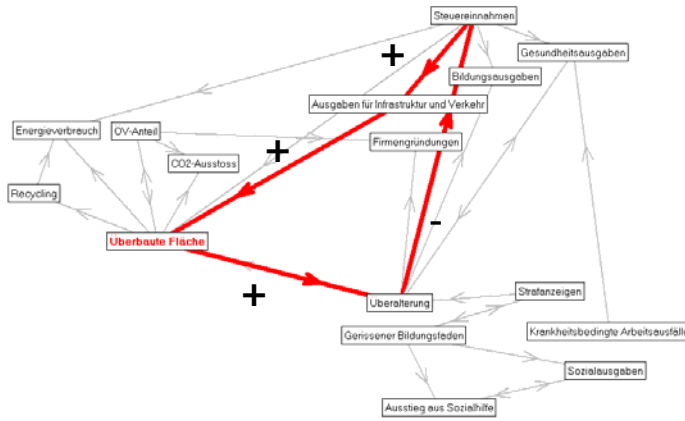 Steuereinnahmen
+
Gesundheitsausgaben
Bildungsausgaben
Ausgaben für Infrastruktur und Verkehr
Energieverbrauch
ÖV-Anteil
Firmengründungen
+
CO2-Ausstoss
Recycling
-
Überbaute Fläche
+
Überalterung
Strafanzeigen
Gerissener Bildungsfaden
Krankheitsbedingte Arbeitsausfälle
Sozialausgaben
Ausstieg aus Sozialhilfe